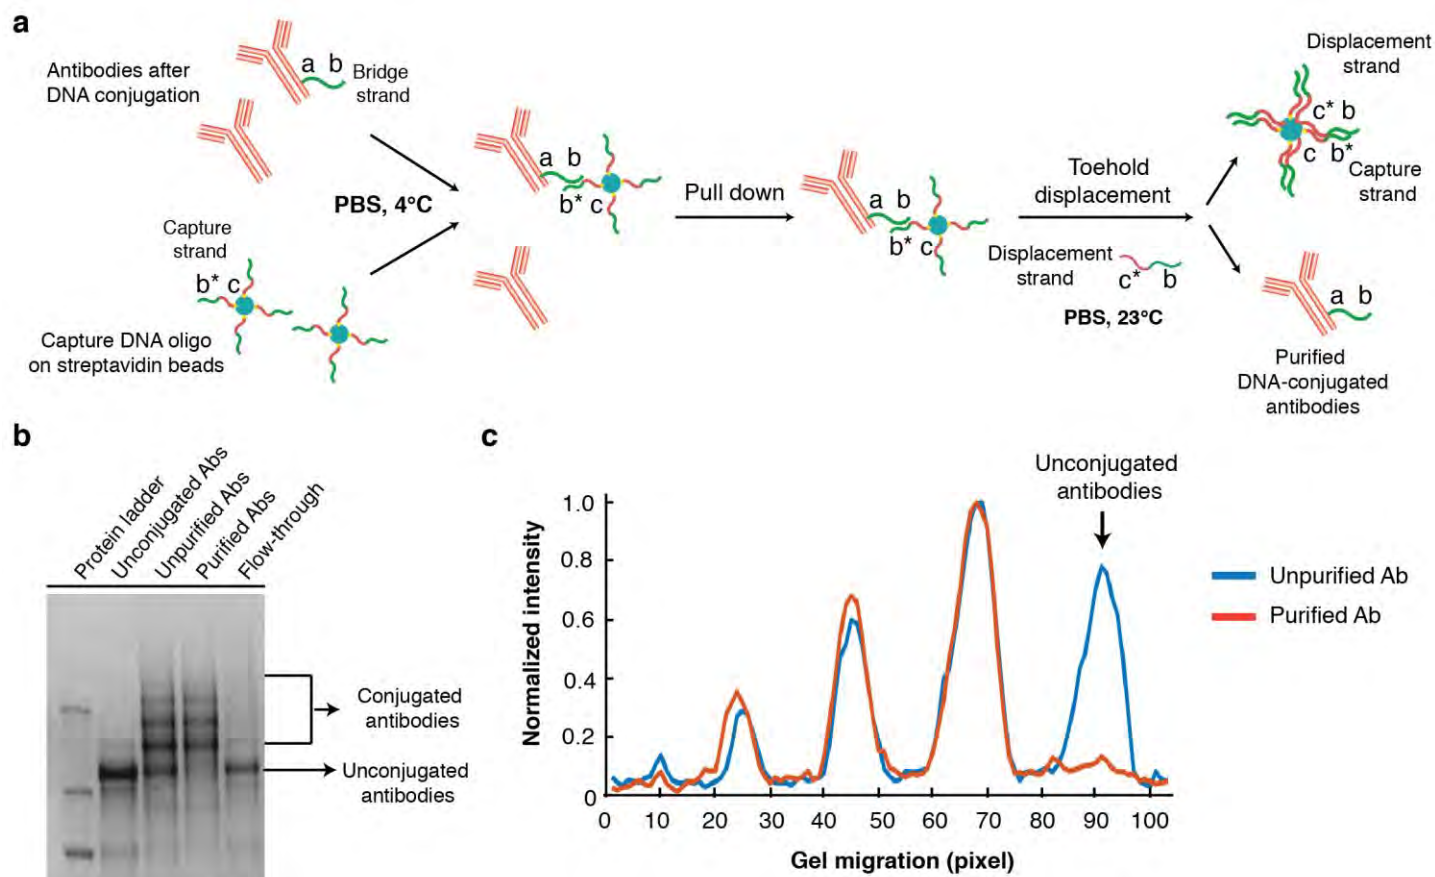 a
Antibodies after
DNA conjugation
a b
Bridge
strand
PBS, 4°C
Capture
strand
b* c
Capture DNA oligo
on streptavidin beads
a b
b* c
Pull down
a b
b* c
Toehold
displacement
Displacement
strand
c* b
PBS, 23°C
Displacement
strand
c* b
c b*
Capture
strand
a b
Purified
DNA-conjugated
antibodies
b
Protein ladder
Unconjugated Abs
Unpurified Abs
Purified Abs
Flow-through
Conjugated
antibodies
Unconjugated
antibodies
c
Unconjugated
antibodies
Normalized intensity
1.0
0.8
0.6
0.4
0.2
0
0 10 20 30 40 50 60 70 80 90 100
Gel migration (pixel)
Unpurified Ab
Purified Ab